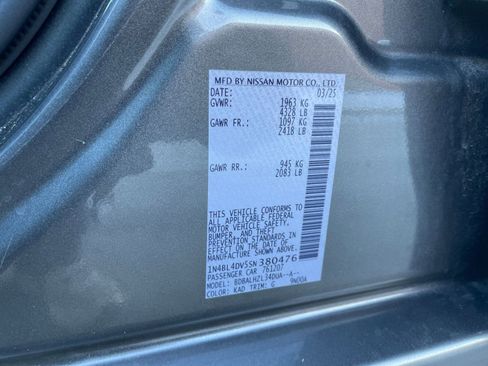 MFD BY NISSAN MOTOR CO., LTD.
DATE: 03/25
GVWR: 1963 KG
4328 LB
GAWR FR.: 1097 KG
2418 LB
GAWR RR.: 945 KG
2083 LB
THIS VEHICLE CONFORMS TO
ALL APPLICABLE FEDERAL
MOTOR VEHICLE SAFETY,
BUMPER, AND THEFT
PREVENTION STANDARDS IN
EFFECT ON THE DATE OF
MANUFACTURE SHOWN ABOVE.
1N4BL4DV5SN380476
PASSENGER CAR 761207
MODEL: BDBALHZL34DUA--A--
COLOR: KAD TRIM: G 9N00A